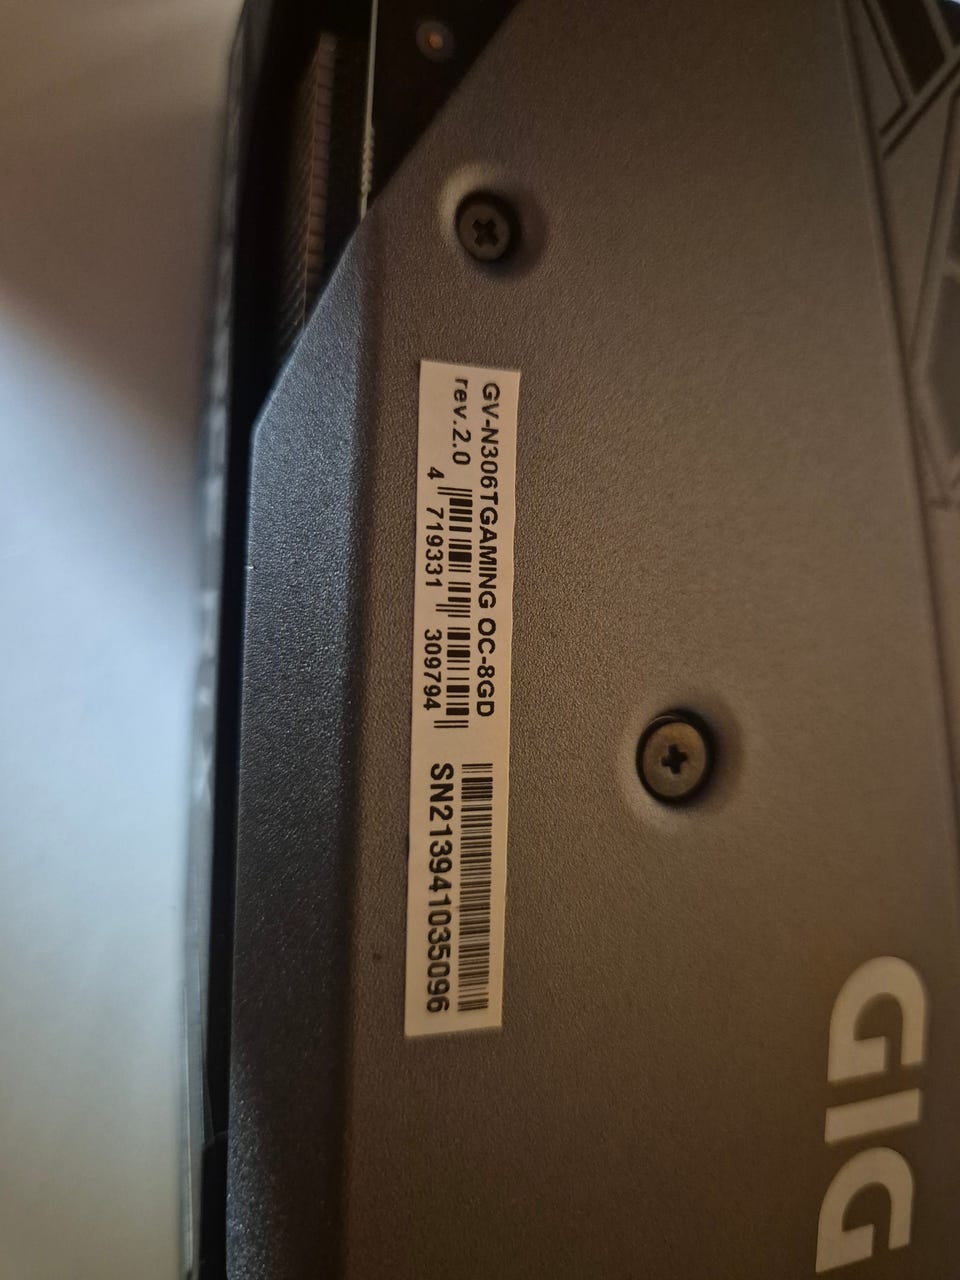 GV-N306TGAMING OC-8GD
rev.2.0
4 719331 309794
SN213941035096
GIG